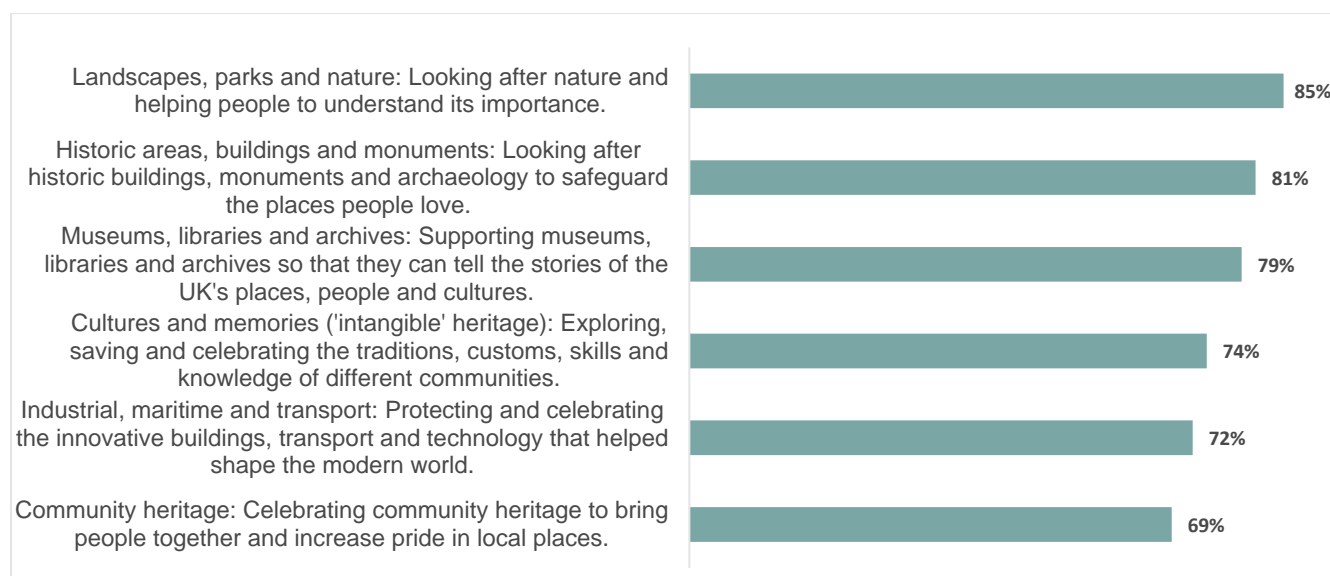 Landscapes, parks and nature: Looking after nature and
helping people to understand its importance.
85%
Historic areas, buildings and monuments: Looking after
historic buildings, monuments and archaeology to safeguard
the places people love.
81%
Museums, libraries and archives: Supporting museums,
libraries and archives so that they can tell the stories of the
UK's places, people and cultures.
79%
Cultures and memories ('intangible' heritage): Exploring,
saving and celebrating the traditions, customs, skills and
knowledge of different communities.
74%
Industrial, maritime and transport: Protecting and celebrating
the innovative buildings, transport and technology that helped
shape the modern world.
72%
Community heritage: Celebrating community heritage to bring
people together and increase pride in local places.
69%